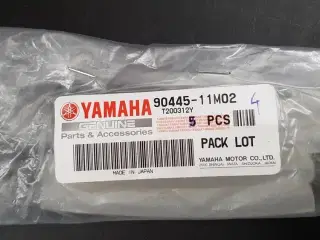 YAMAHA 90445-11M02
T200312Y
GENUINE
Parts & Accessories
5 PCS
4
PACK LOT
MADE IN JAPAN
YAMAHA MOTOR CO., LTD.